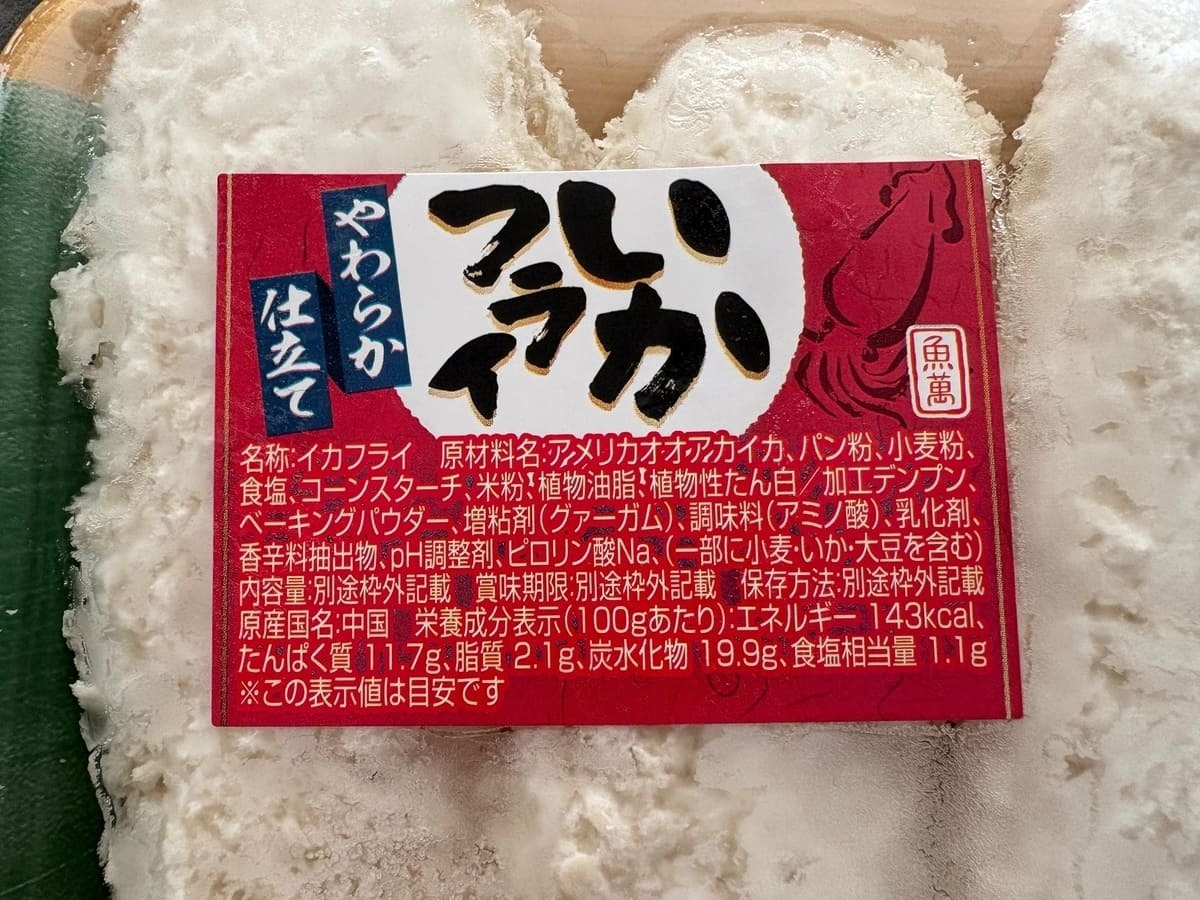 いか
フライ
やわらか
仕立て
魚萬
名称:イカフライ 原材料名:アメリカオオアカイカ、パン粉、小麦粉、
食塩、コーンスターチ、米粉、植物油脂、植物性たん白/加工デンプン、
ベーキングパウダー、増粘剤(グァーガム)、調味料(アミノ酸)、乳化剤、
香辛料抽出物、pH調整剤、ピロリン酸Na、(一部に小麦・いか・大豆を含む)
内容量:別途枠外記載 賞味期限:別途枠外記載 保存方法:別途枠外記載
原産国名:中国 栄養成分表示(100gあたり):エネルギー 143kcal、
たんぱく質 11.7g、脂質 2.1g、炭水化物 19.9g、食塩相当量 1.1g
※この表示値は目安です